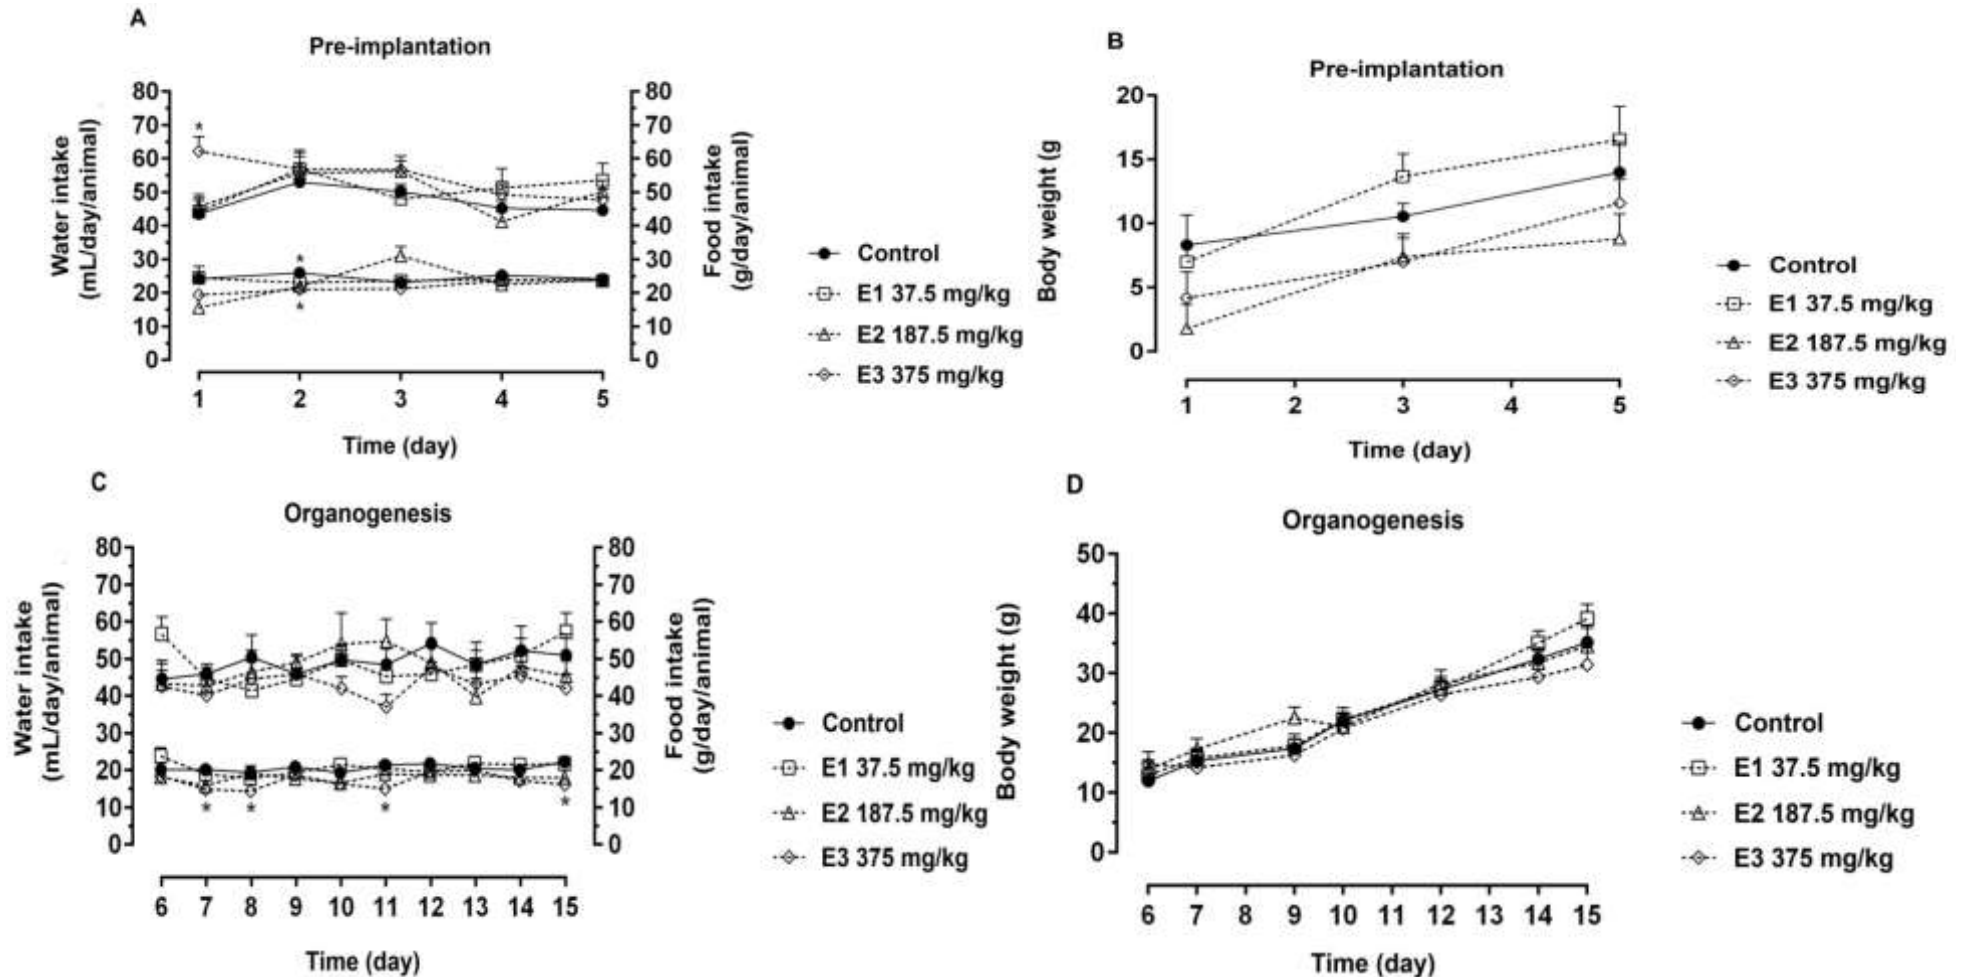 A
Pre-implantation
Water intake
(mL/day/animal)
80
70
60
50
40
30
20
10
0
*
*
*
80
70
60
50
40
30
20
10
0
Food intake
(g/day/animal)
1 2 3 4 5
Time (day)
Control
E1 37.5 mg/kg
E2 187.5 mg/kg
E3 375 mg/kg
B
Pre-implantation
Body weight (g
20
15
10
5
0
1 2 3 4 5
Time (day)
Control
E1 37.5 mg/kg
E2 187.5 mg/kg
E3 375 mg/kg
C
Organogenesis
Water intake
(mL/day/animal)
80
70
60
50
40
30
20
10
0
* * * *
80
70
60
50
40
30
20
10
0
Food intake
(g/day/animal)
6 7 8 9 10 11 12 13 14 15
Time (day)
Control
E1 37.5 mg/kg
E2 187.5 mg/kg
E3 375 mg/kg
D
Organogenesis
Body weight (g)
50
40
30
20
10
0
6 7 8 9 10 11 12 13 14 15
Time (day)
Control
E1 37.5 mg/kg
E2 187.5 mg/kg
E3 375 mg/kg